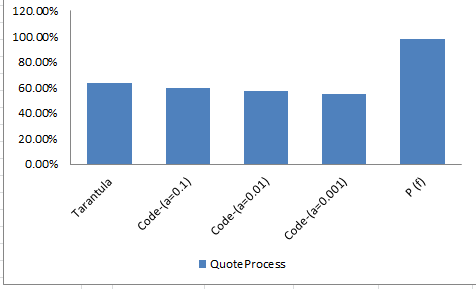 120.00%
100.00%
80.00%
60.00%
40.00%
20.00%
0.00%
Tarantula
Code-(a=0.1)
Code-(a=0.01)
Code-(a=0.001)
P (f)
QuoteProcess